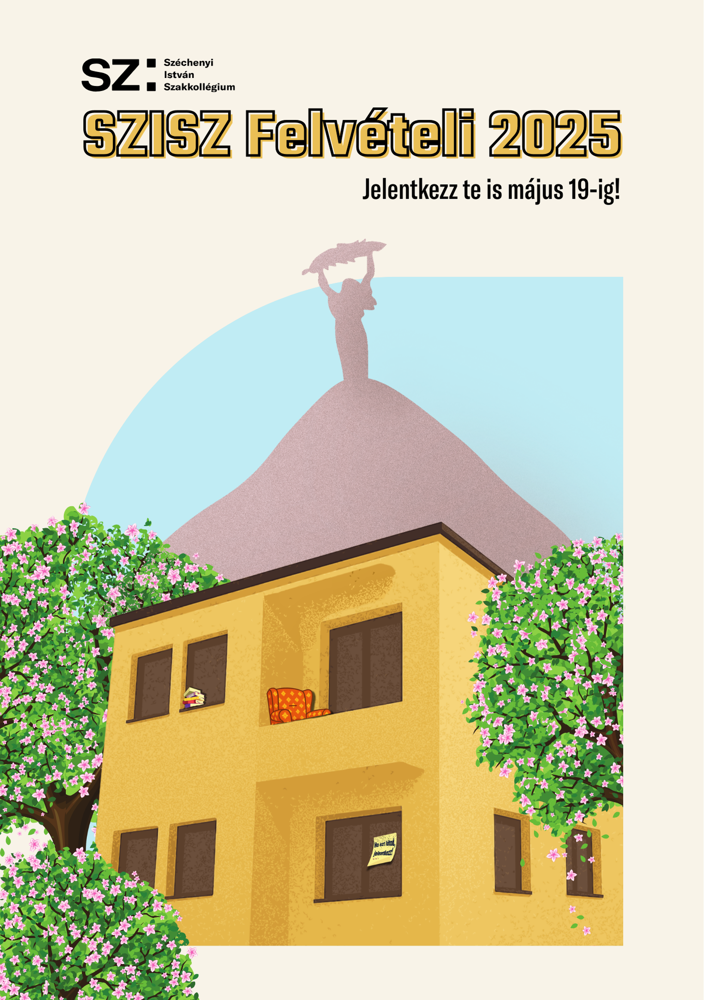 SZ:
Széchenyi
István
Szakkollégium
SZISZ Felvételi 2025
Jelentkezz te is május 19-ig!
Ha ezt látod,
jelentkezz!